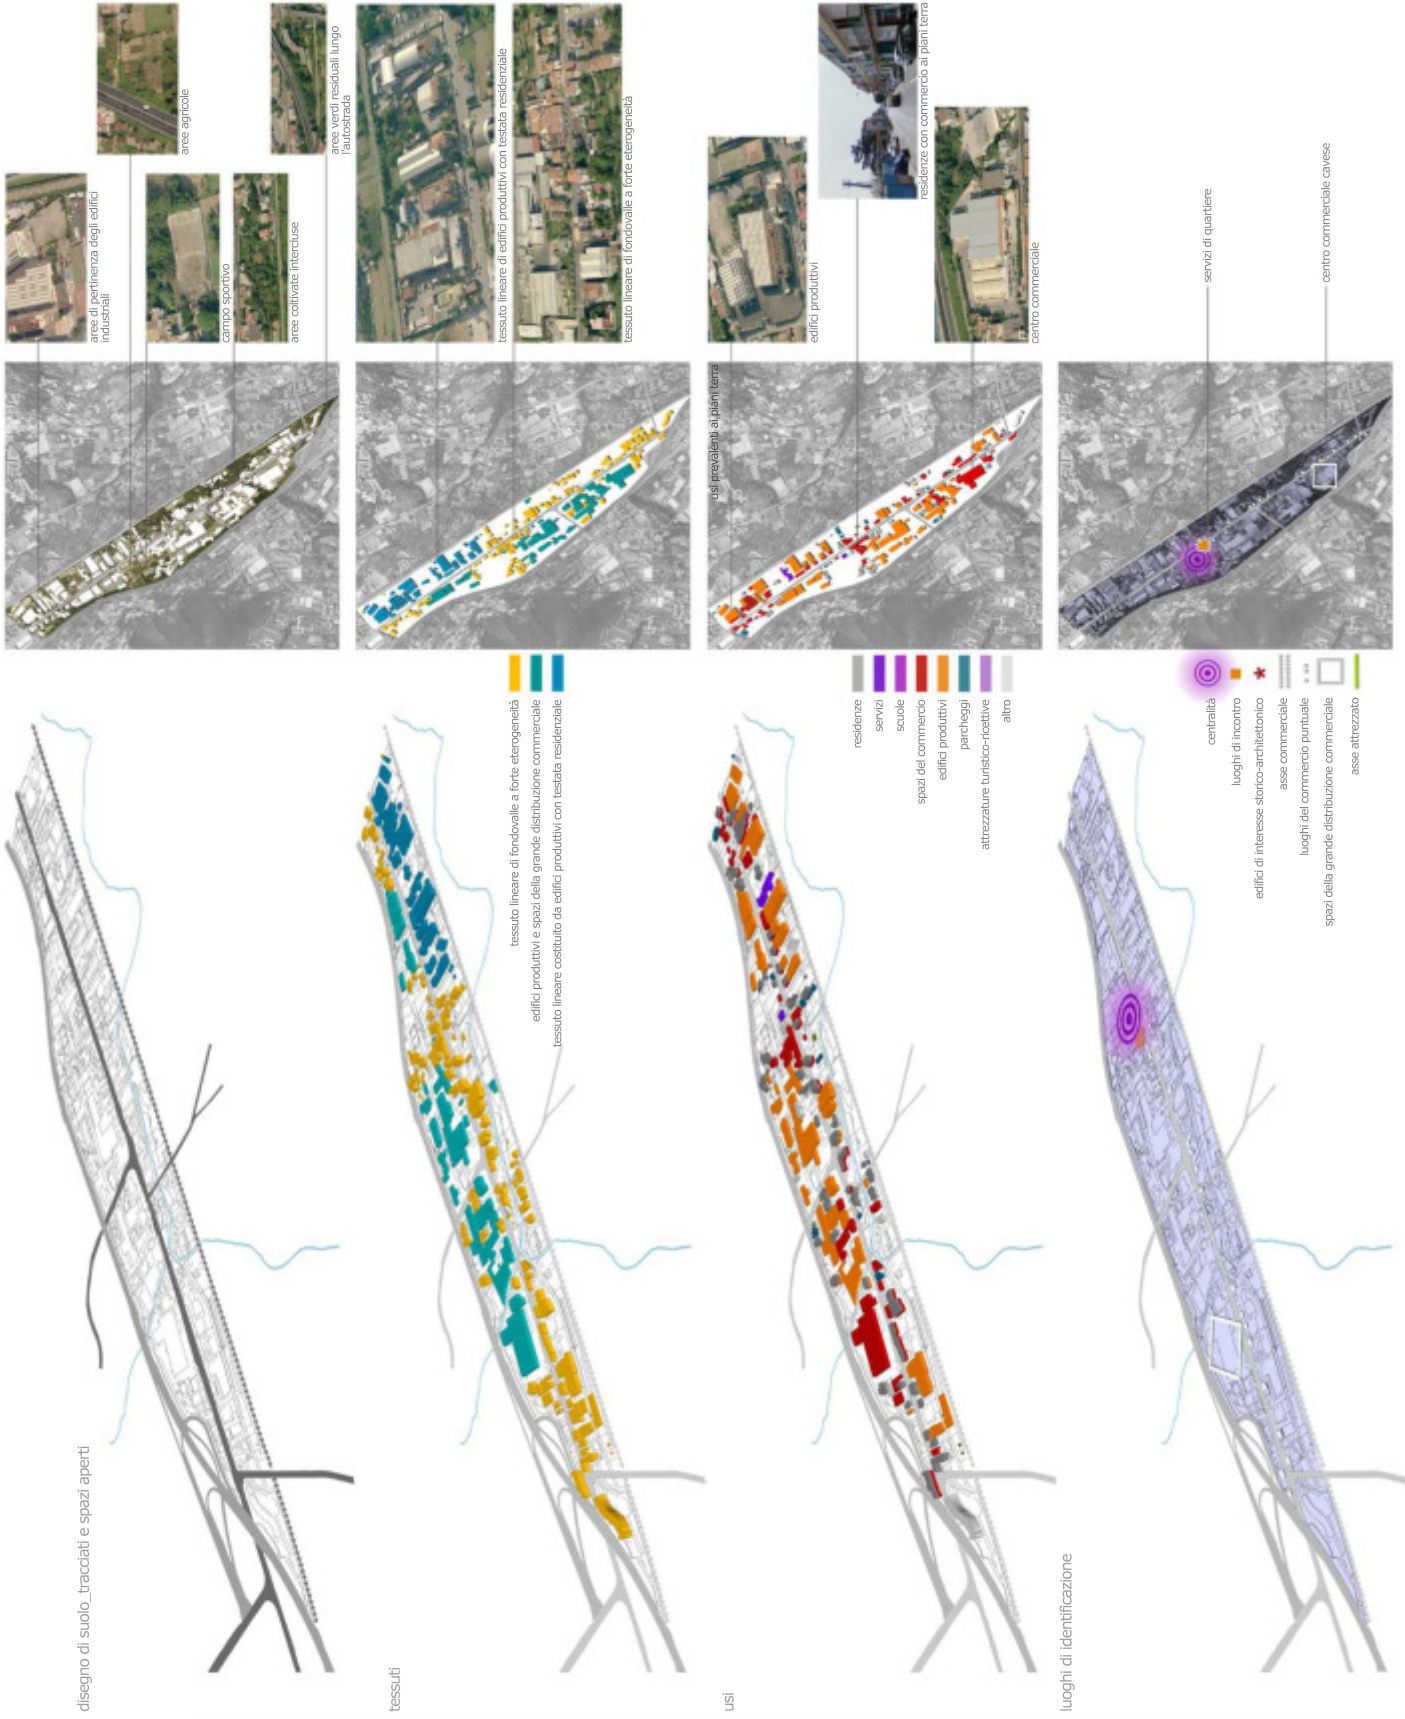 disegno di suolo_tracciati e spazi aperti
aree di pertinenza degli edifici
industriali
aree agricole
campo sportivo
aree coltivate intercluse
aree verdi residuali lungo
l'autostrada
tessuti
tessuto lineare di fondovalle a forte eterogeneità
edifici produttivi e spazi della grande distribuzione commerciale
tessuto lineare costituito da edifici produttivi con testata residenziale
tessuto lineare di edifici produttivi con testata residenziale
tessuto lineare di fondovalle a forte eterogeneità
usi
residenze
servizi
scuole
spazi del commercio
edifici produttivi
parcheggi
attrezzature turistico-ricettive
altro
usi prevalenti ai piani terra
edifici produttivi
residenze con commercio ai piani terra
centro commerciale
luoghi di identificazione
centralità
luoghi di incontro
edifici di interesse storico-architettonico
asse commerciale
luoghi del commercio puntuale
spazi della grande distribuzione commerciale
asse attrezzato
servizi di quartiere
centro commerciale cavese